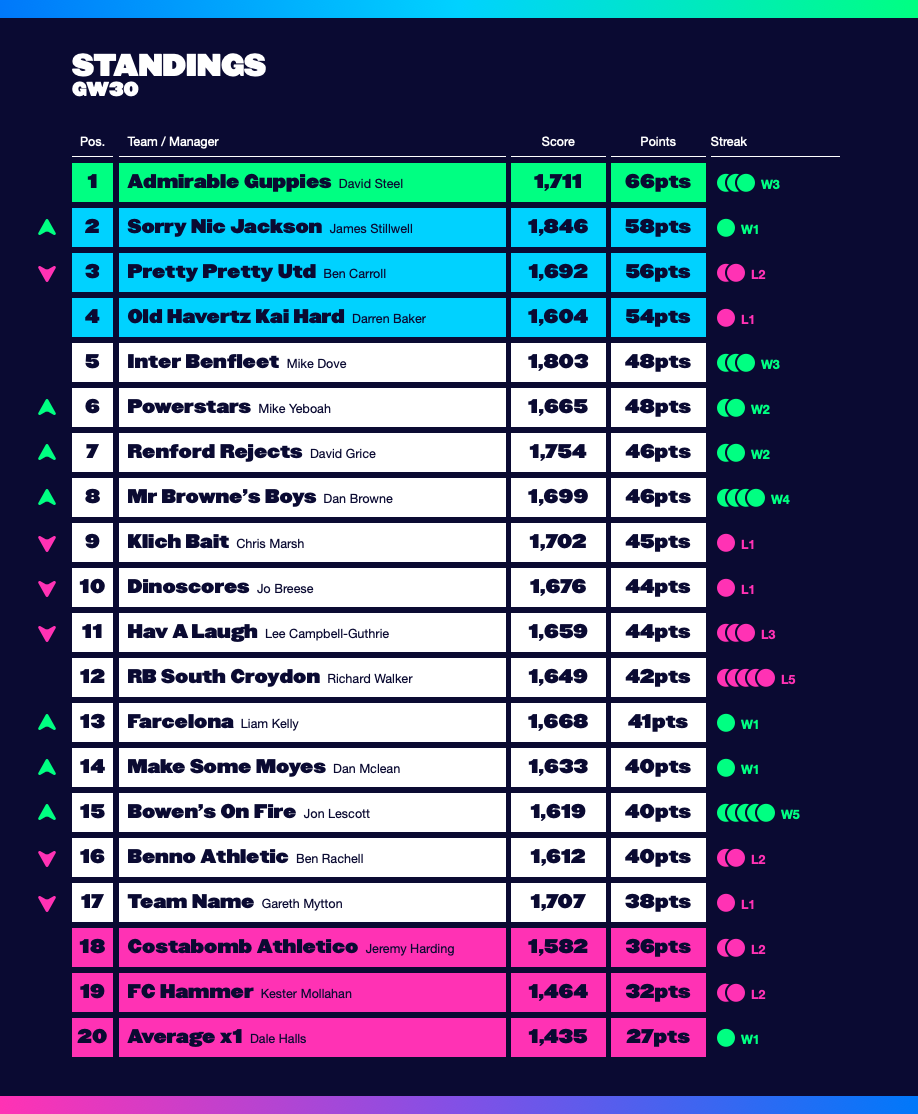 STANDINGS
GW30
Pos. Team / Manager Score Points Streak
1 Admirable Guppies David Steel 1,711 66pts W3
2 Sorry Nic Jackson James Stillwell 1,846 58pts W1
3 Pretty Pretty Utd Ben Carroll 1,692 56pts L2
4 Old Havertz Kai Hard Darren Baker 1,604 54pts L1
5 Inter Benfleet Mike Dove 1,803 48pts W3
6 Powerstars Mike Yeboah 1,665 48pts W2
7 Renford Rejects David Grice 1,754 46pts W2
8 Mr Browne’s Boys Dan Browne 1,699 46pts W4
9 Klich Bait Chris Marsh 1,702 45pts L1
10 Dinoscores Jo Breese 1,676 44pts L1
11 Hav A Laugh Lee Campbell-Guthrie 1,659 44pts L3
12 RB South Croydon Richard Walker 1,649 42pts L5
13 Farcelona Liam Kelly 1,668 41pts W1
14 Make Some Moyes Dan Mclean 1,633 40pts W1
15 Bowen’s On Fire Jon Lescott 1,619 40pts W5
16 Benno Athletic Ben Rachell 1,612 40pts L2
17 Team Name Gareth Mytton 1,707 38pts L1
18 Costabomb Athletico Jeremy Harding 1,582 36pts L2
19 FC Hammer Kester Mollahan 1,464 32pts L2
20 Average x1 Dale Halls 1,435 27pts W1